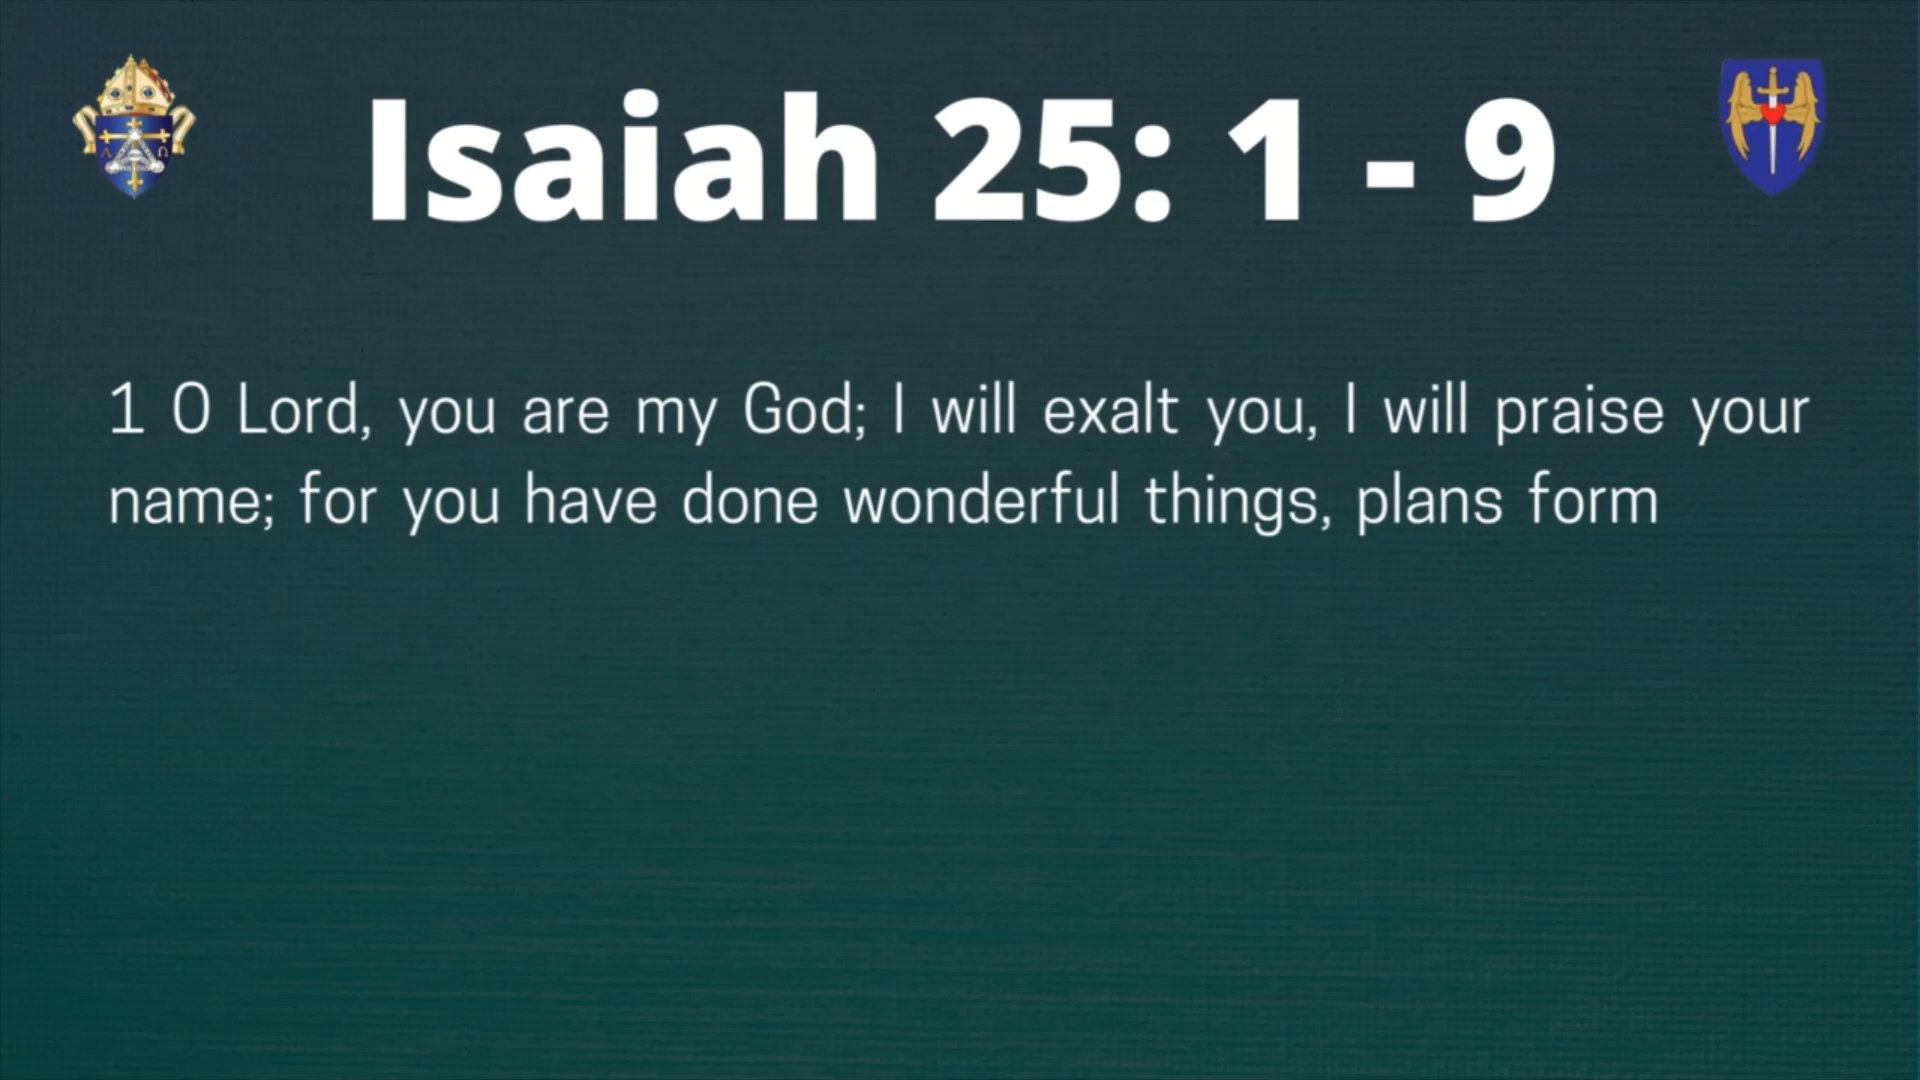 Isaiah 25: 1 - 9
1 O Lord, you are my God; I will exalt you, I will praise your
name; for you have done wonderful things, plans form